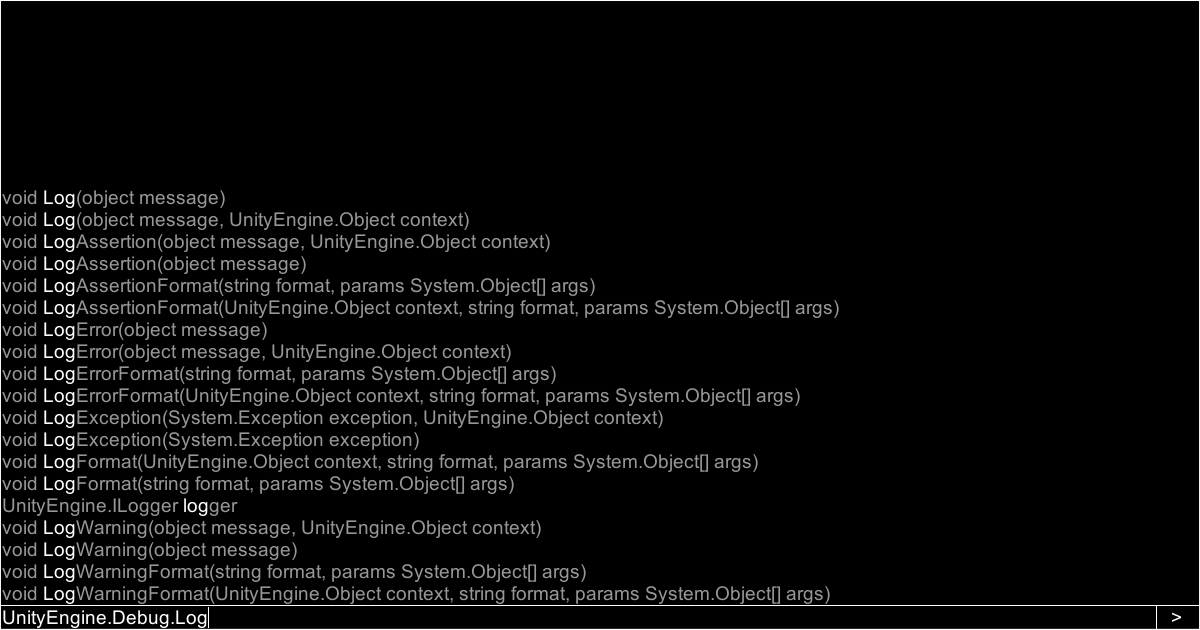 void Log(object message)
void Log(object message, UnityEngine.Object context)
void LogAssertion(object message, UnityEngine.Object context)
void LogAssertion(object message)
void LogAssertionFormat(string format, params System.Object[] args)
void LogAssertionFormat(UnityEngine.Object context, string format, params System.Object[] args)
void LogError(object message)
void LogError(object message, UnityEngine.Object context)
void LogErrorFormat(string format, params System.Object[] args)
void LogErrorFormat(UnityEngine.Object context, string format, params System.Object[] args)
void LogException(System.Exception exception, UnityEngine.Object context)
void LogException(System.Exception exception)
void LogFormat(UnityEngine.Object context, string format, params System.Object[] args)
void LogFormat(string format, params System.Object[] args)
UnityEngine.ILogger logger
void LogWarning(object message, UnityEngine.Object context)
void LogWarning(object message)
void LogWarningFormat(string format, params System.Object[] args)
void LogWarningFormat(UnityEngine.Object context, string format, params System.Object[] args)
UnityEngine.Debug.Log >